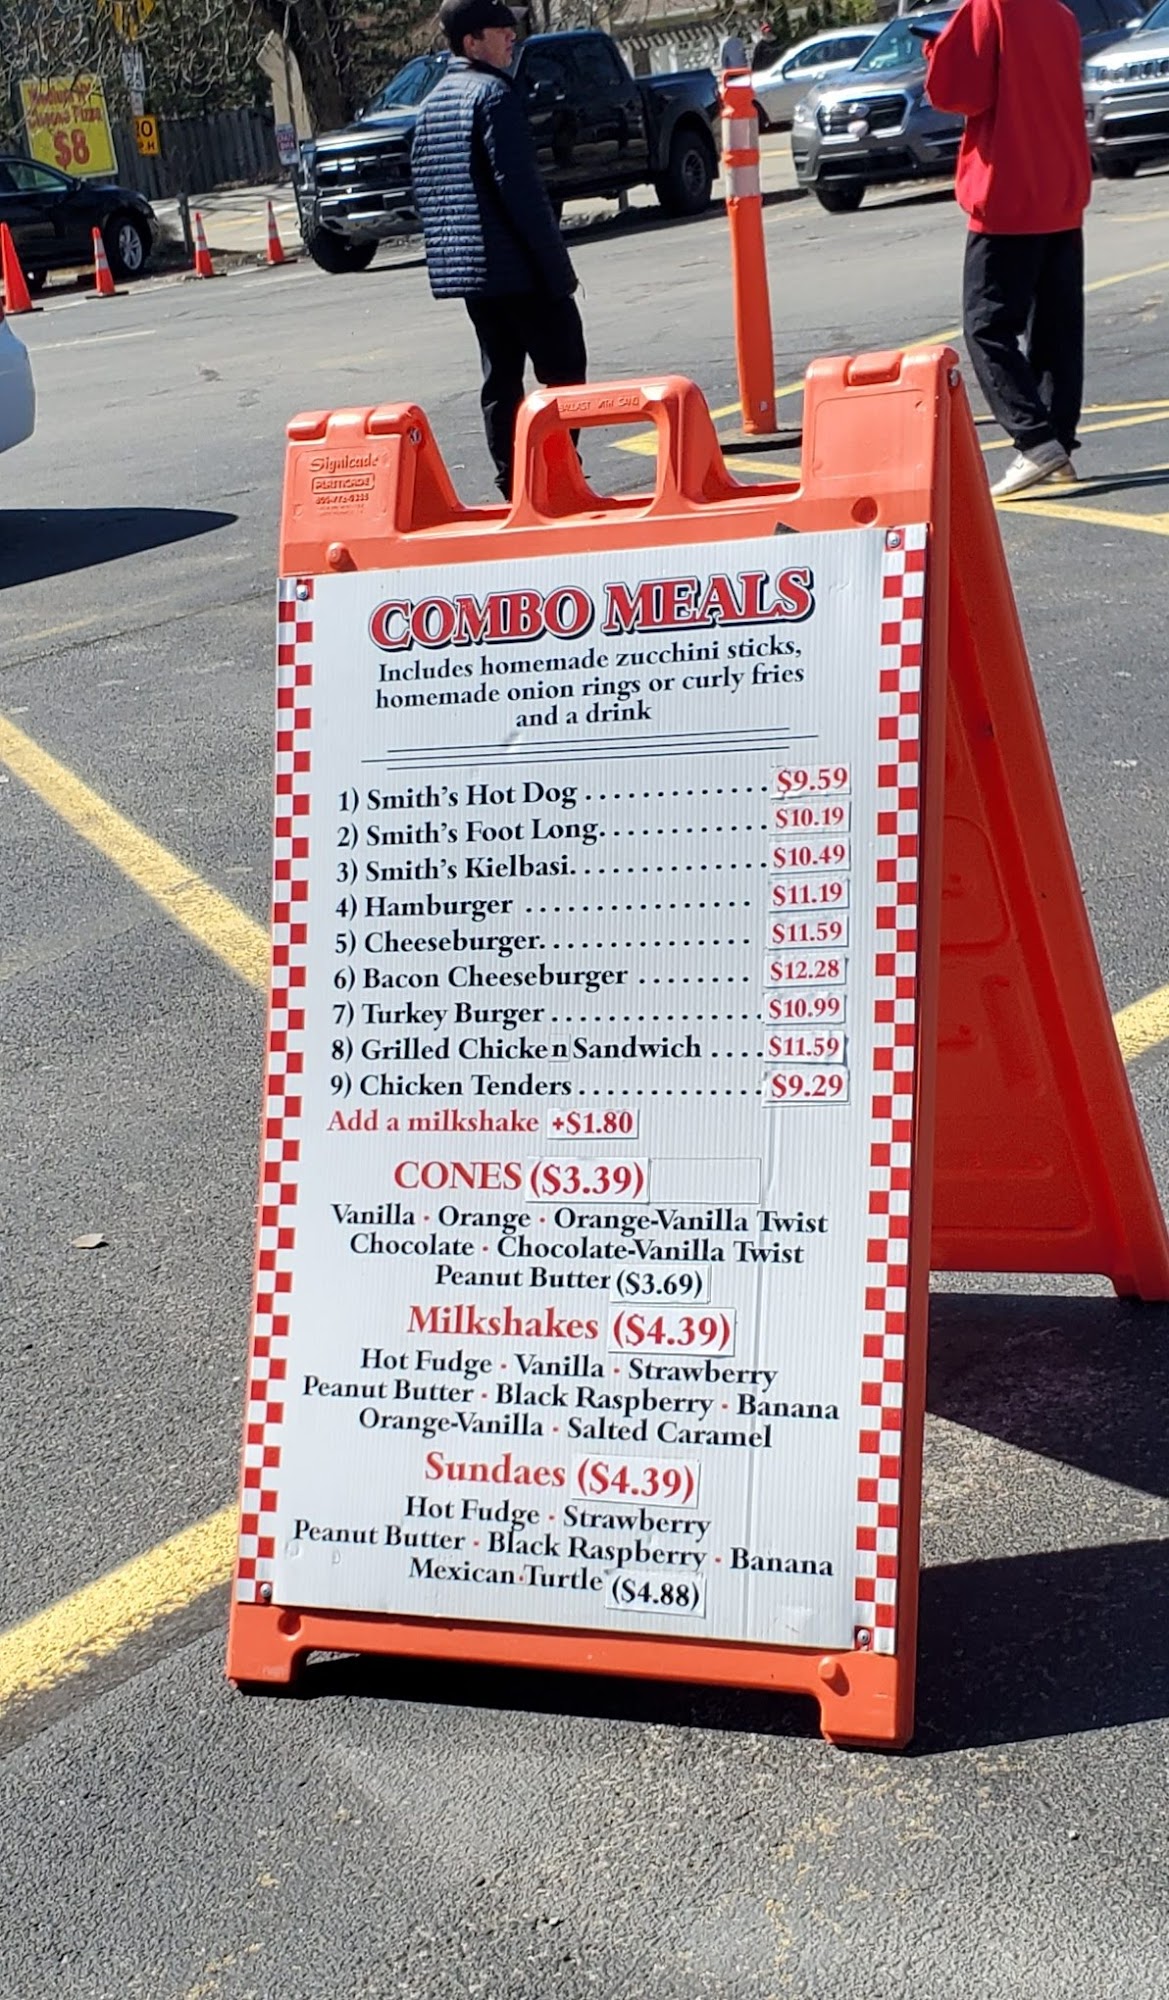 $8
BALLAST WITH SAND
Signicade
PLASTICADE
COMBO MEALS
Includes homemade zucchini sticks,
homemade onion rings or curly fries
and a drink
1) Smith's Hot Dog ............. $9.59
2) Smith's Foot Long............. $10.19
3) Smith's Kielbasi............... $10.49
4) Hamburger ................ $11.19
5) Cheeseburger................ $11.59
6) Bacon Cheeseburger ........ $12.28
7) Turkey Burger................ $10.99
8) Grilled Chicken Sandwich .... $11.59
9) Chicken Tenders............. $9.29
Add a milkshake +$1.80
CONES ($3.39)
Vanilla · Orange · Orange-Vanilla Twist
Chocolate · Chocolate-Vanilla Twist
Peanut Butter ($3.69)
Milkshakes ($4.39)
Hot Fudge · Vanilla · Strawberry
Peanut Butter · Black Raspberry · Banana
Orange-Vanilla · Salted Caramel
Sundaes ($4.39)
Hot Fudge · Strawberry
Peanut Butter · Black Raspberry · Banana
Mexican·Turtle ($4.88)